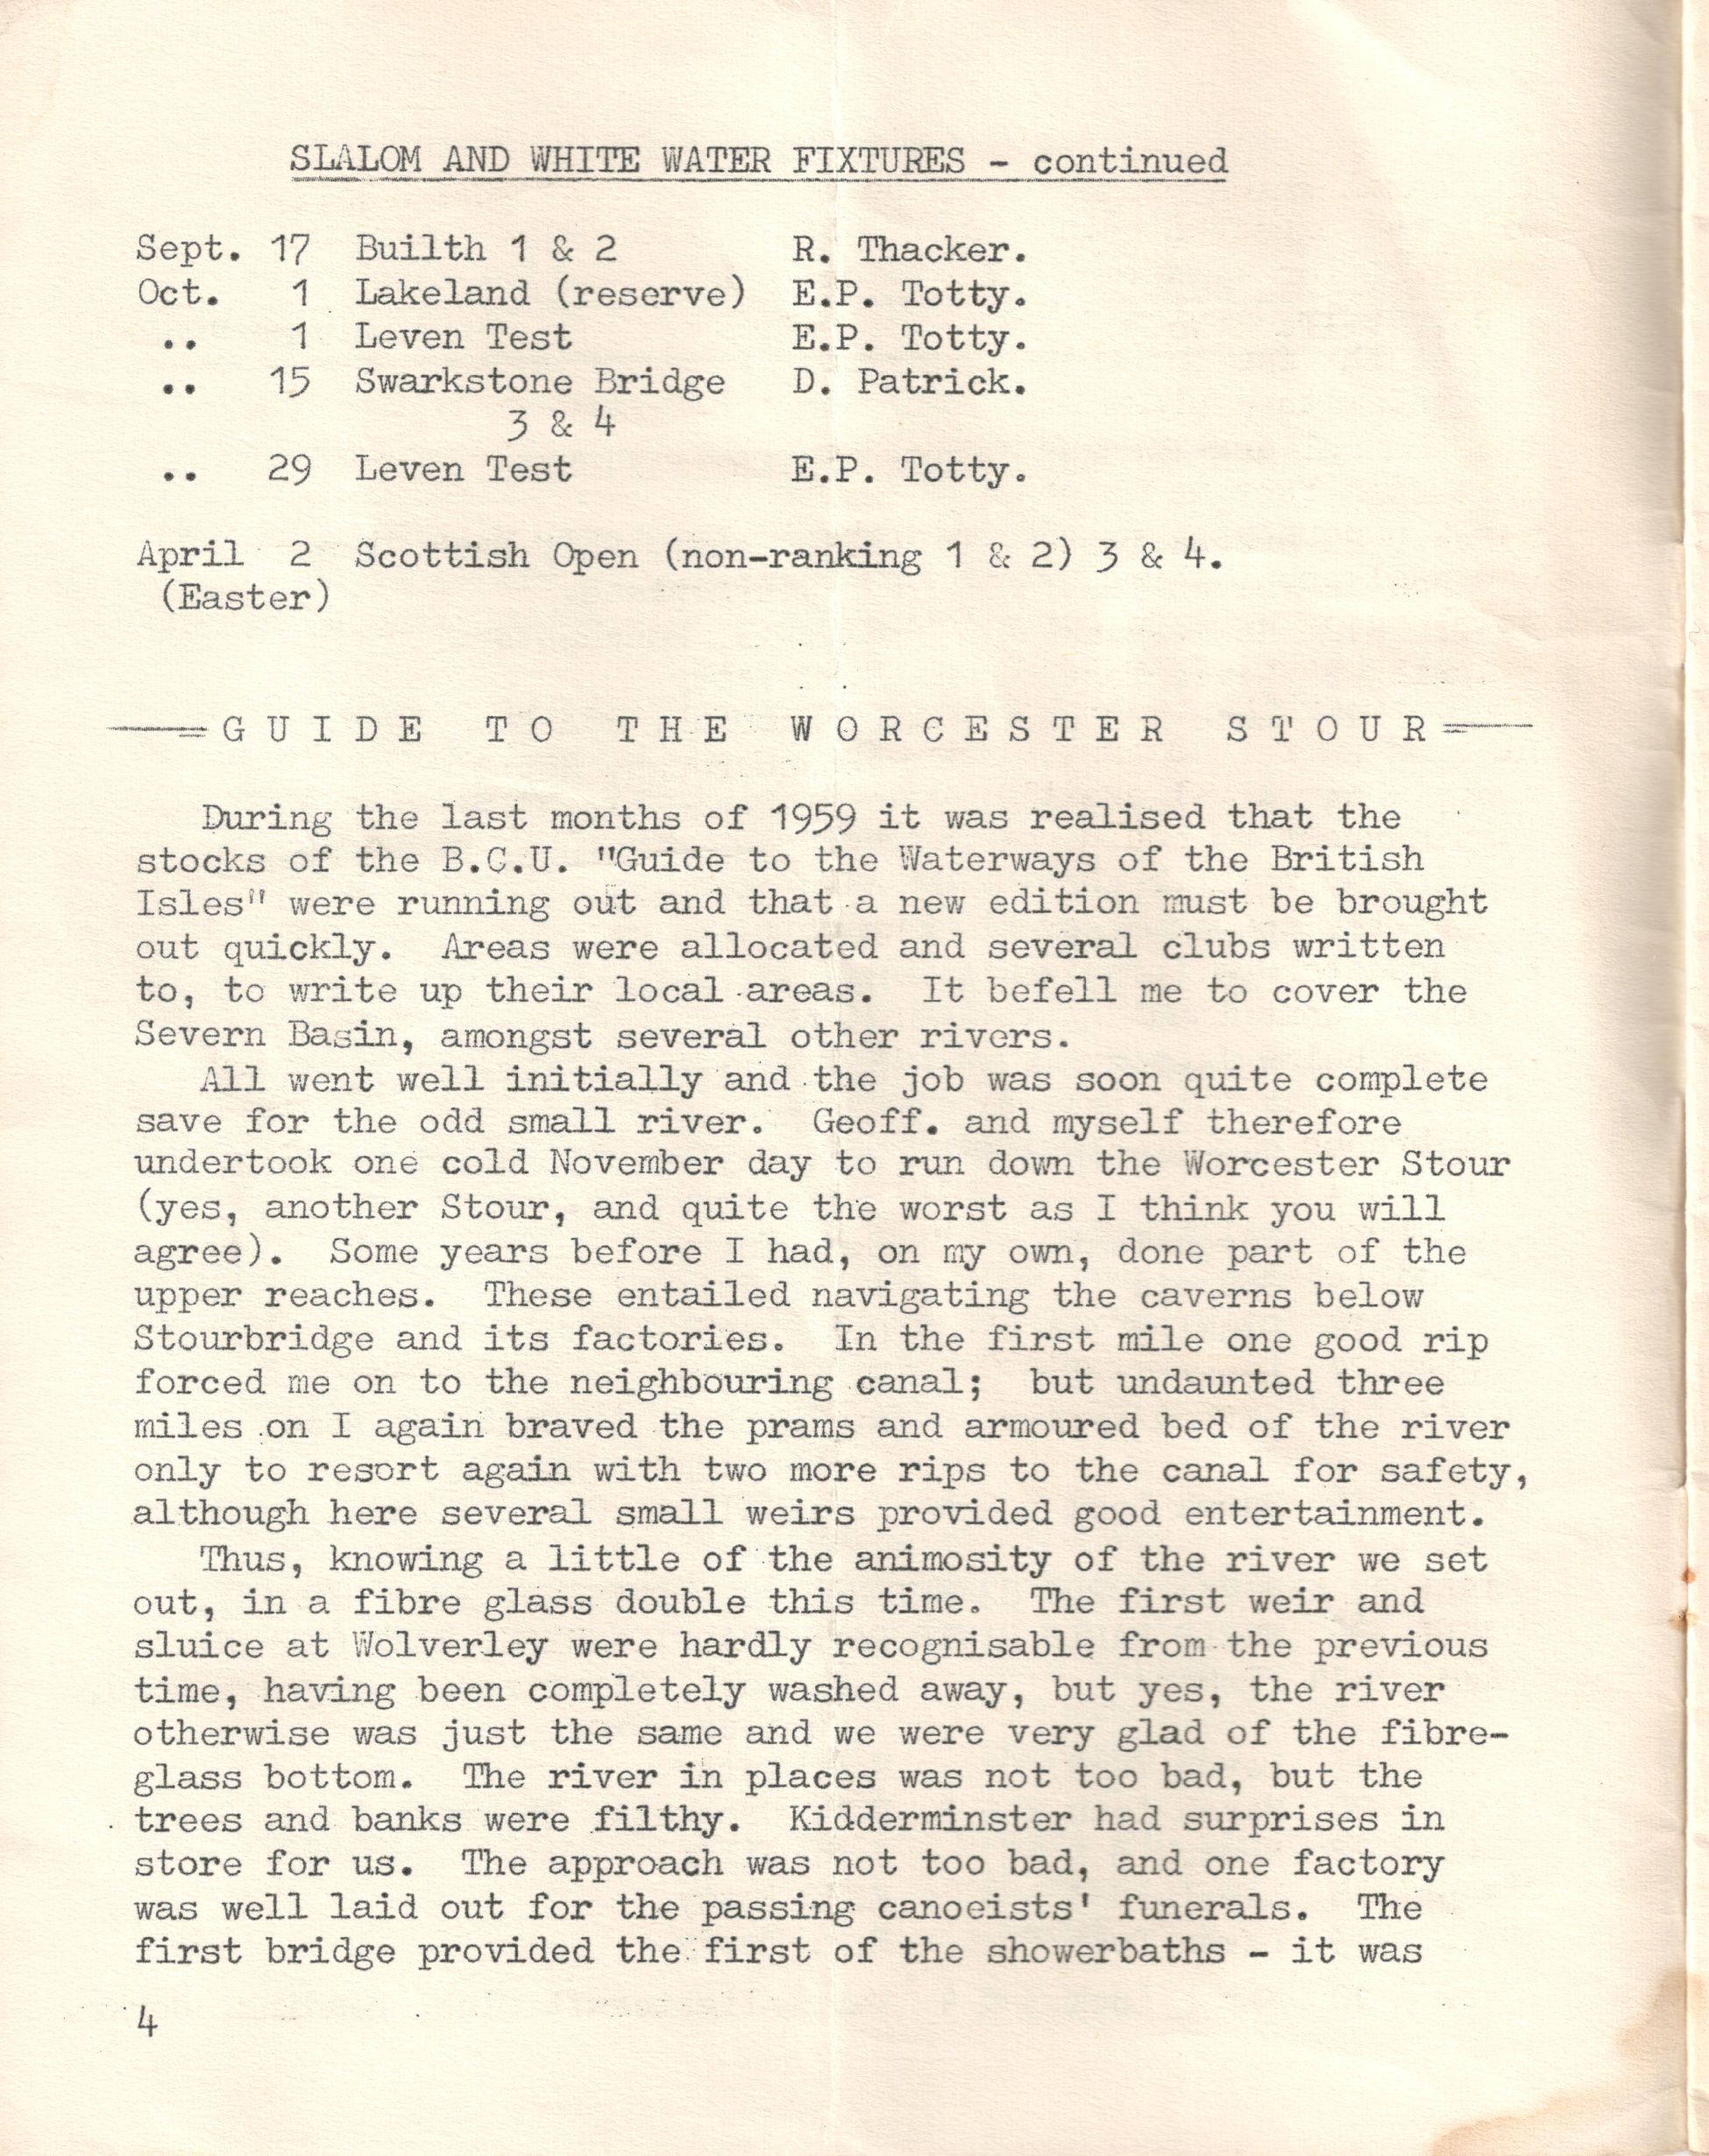 SLALOM AND WHITE WATER FIXTURES - continued
Sept. 17 Builth 1 & 2 R. Thacker.
Oct. 1 Lakeland (reserve) E.P. Totty.
.. 1 Leven Test E.P. Totty.
.. 15 Swarkstone Bridge D. Patrick.
3 & 4
.. 29 Leven Test E.P. Totty.
April 2 Scottish Open (non-ranking 1 & 2) 3 & 4.
(Easter)
GUIDE TO THE WORCESTER STOUR
During the last months of 1959 it was realised that the
stocks of the B.C.U. "Guide to the Waterways of the British
Isles" were running out and that a new edition must be brought
out quickly. Areas were allocated and several clubs written
to, to write up their local areas. It befell me to cover the
Severn Basin, amongst several other rivers.
All went well initially and the job was soon quite complete
save for the odd small river. Geoff. and myself therefore
undertook one cold November day to run down the Worcester Stour
(yes, another Stour, and quite the worst as I think you will
agree). Some years before I had, on my own, done part of the
upper reaches. These entailed navigating the caverns below
Stourbridge and its factories. In the first mile one good rip
forced me on to the neighbouring canal; but undaunted three
miles on I again braved the prams and armoured bed of the river
only to resort again with two more rips to the canal for safety,
although here several small weirs provided good entertainment.
Thus, knowing a little of the animosity of the river we set
out, in a fibre glass double this time. The first weir and
sluice at Wolverley were hardly recognisable from the previous
time, having been completely washed away, but yes, the river
otherwise was just the same and we were very glad of the fibre-
glass bottom. The river in places was not too bad, but the
trees and banks were filthy. Kidderminster had surprises in
store for us. The approach was not too bad, and one factory
was well laid out for the passing canoeists' funerals. The
first bridge provided the first of the showerbaths - it was
4